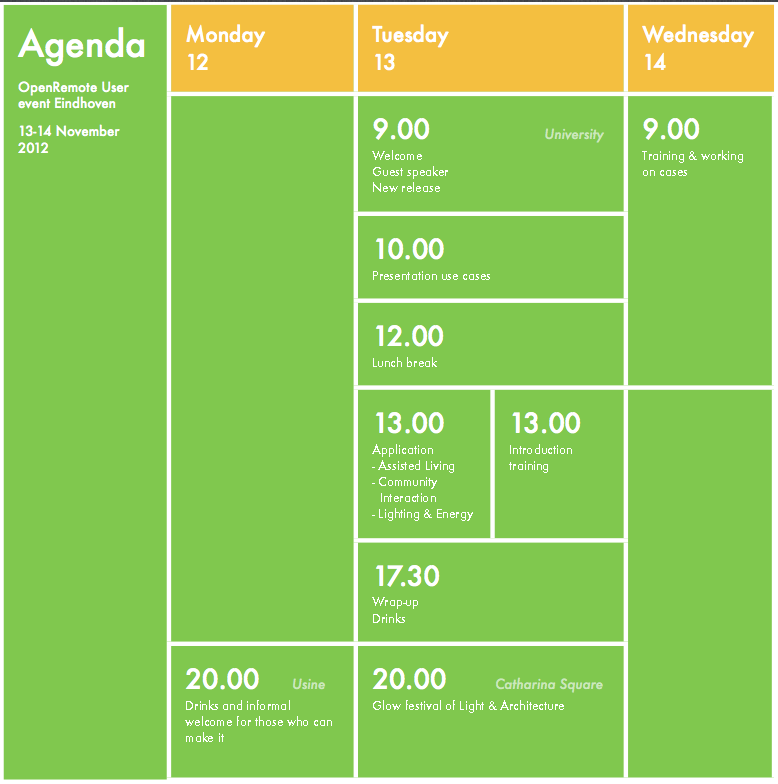 Agenda
OpenRemote User
event Eindhoven
13-14 November
2012
Monday
12
Tuesday
13
Wednesday
14
20.00
Usine
Drinks and informal
welcome for those who can
make it
9.00
University
Welcome
Guest speaker
New release
10.00
Presentation use cases
12.00
Lunch break
13.00
Application
- Assisted Living
- Community
Interaction
- Lighting & Energy
13.00
Introduction
training
17.30
Wrap-up
Drinks
20.00
Catharina Square
Glow festival of Light & Architecture
9.00
Training & working
on cases